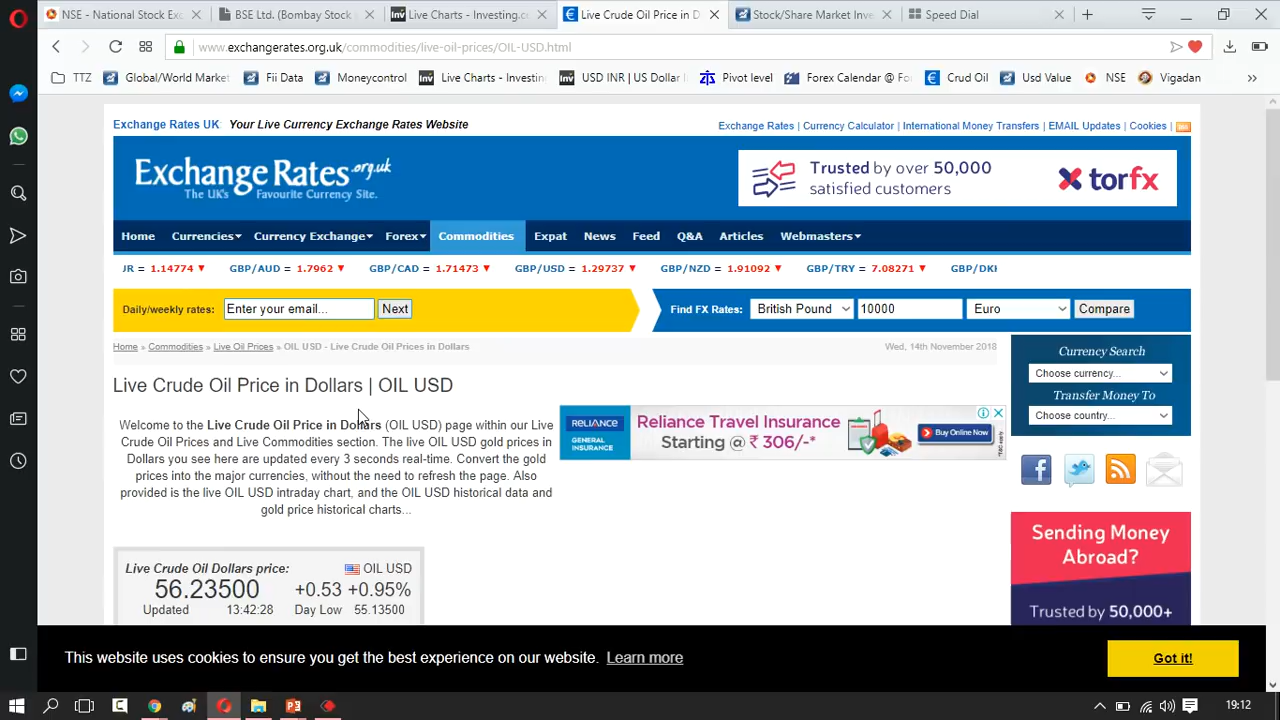 NSE - National Stock Exc
BSE Ltd. (Bombay Stock
Live Charts - Investing.co
Live Crude Oil Price in D
Stock/Share Market Inve
Speed Dial
www.exchangerates.org.uk/commodities/live-oil-prices/OIL-USD.html
TTZ
Global/World Market
Fii Data
Moneycontrol
Live Charts - Investin
USD INR | US Dollar I
Pivot level
Forex Calendar @ Fo
Crud Oil
Usd Value
NSE
Vigadan
Exchange Rates UK Your Live Currency Exchange Rates Website
Exchange Rates | Currency Calculator | International Money Transfers | EMAIL Updates | Cookies |
Exchange Rates.org.uk
The UK's Favourite Currency Site.
Trusted by over 50,000
satisfied customers
torfx
Home Currencies Currency Exchange Forex Commodities Expat News Feed Q&A Articles Webmasters
JR = 1.14774 ▼ GBP/AUD = 1.7962 ▼ GBP/CAD = 1.71473 ▼ GBP/USD = 1.29737 ▼ GBP/NZD = 1.91092 ▼ GBP/TRY = 7.08271 ▼ GBP/DKK
Daily/weekly rates: Enter your email... Next
Find FX Rates: British Pound 10000 Euro Compare
Home » Commodities » Live Oil Prices » OIL USD - Live Crude Oil Prices in Dollars
Wed, 14th November 2018
Currency Search
Choose currency...
Transfer Money To
Choose country...
Live Crude Oil Price in Dollars | OIL USD
Welcome to the Live Crude Oil Price in Dollars (OIL USD) page within our Live
Crude Oil Prices and Live Commodities section. The live OIL USD gold prices in
Dollars you see here are updated every 3 seconds real-time. Convert the gold
prices into the major currencies, without the need to refresh the page. Also
provided is the live OIL USD intraday chart, and the OIL USD historical data and
gold price historical charts...
RELIANCE
GENERAL
INSURANCE
Reliance Travel Insurance
Starting @ ₹ 306/-*
Buy Online Now
Sending Money
Abroad?
Trusted by 50,000+
Live Crude Oil Dollars price: OIL USD
56.23500 +0.53 +0.95%
Updated 13:42:28 Day Low 55.13500
This website uses cookies to ensure you get the best experience on our website. Learn more
Got it!
19:12